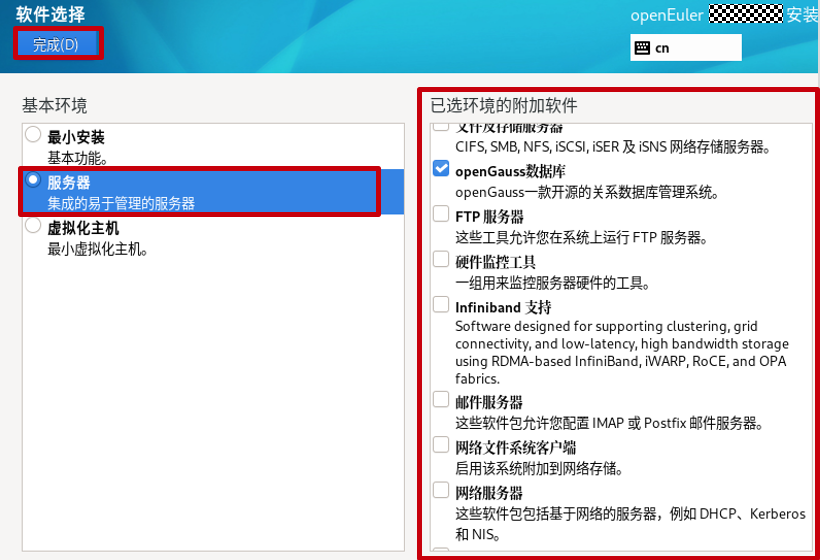 软件选择
openEuler 安装
完成(D)
cn
基本环境
最小安装
基本功能。
服务器
集成的易于管理的服务器
虚拟化主机
最小虚拟化主机。
已选环境的附加软件
文件及存储服务器
CIFS, SMB, NFS, iSCSI, iSER 及 iSNS 网络存储服务器。
openGauss数据库
openGauss一款开源的关系数据库管理系统。
FTP 服务器
这些工具允许您在系统上运行 FTP 服务器。
硬件监控工具
一组用来监控服务器硬件的工具。
Infiniband 支持
Software designed for supporting clustering, grid
connectivity, and low-latency, high bandwidth storage
using RDMA-based InfiniBand, iWARP, RoCE, and OPA
fabrics.
邮件服务器
这些软件包允许您配置 IMAP 或 Postfix 邮件服务器。
网络文件系统客户端
启用该系统附加到网络存储。
网络服务器
这些软件包包括基于网络的服务器，例如 DHCP、Kerberos
和 NIS。